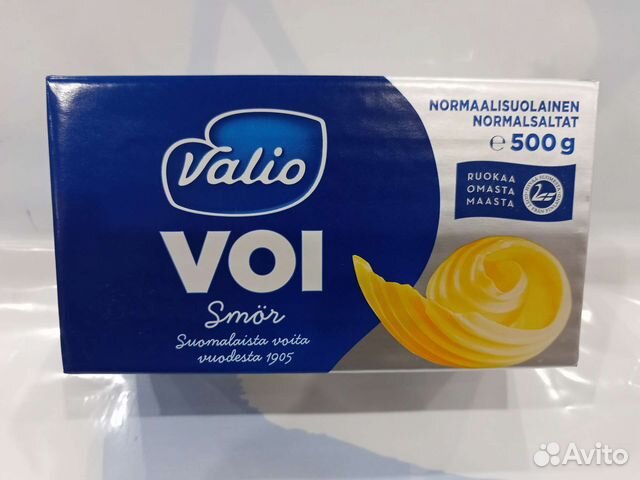 Valio
VOI
Smör
Suomalaista voita
vuodesta 1905
NORMAALISUOLAINEN
NORMALSALTAT
℮ 500 g
RUOKAA
OMASTA
MAASTA
Avito